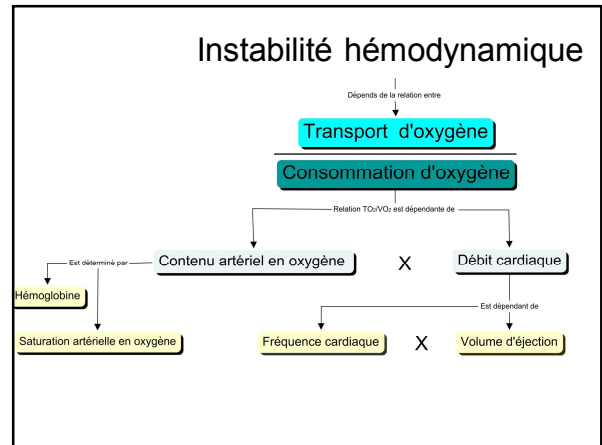 Instabilité hémodynamique
Dépends de la relation entre
Transport d'oxygène
Consommation d'oxygène
Relation TO₂/VO₂ est dépendante de
Est déterminé par
Contenu artériel en oxygène
X
Débit cardiaque
Hémoglobine
Est dépendant de
Saturation artérielle en oxygène
Fréquence cardiaque
X
Volume d'éjection